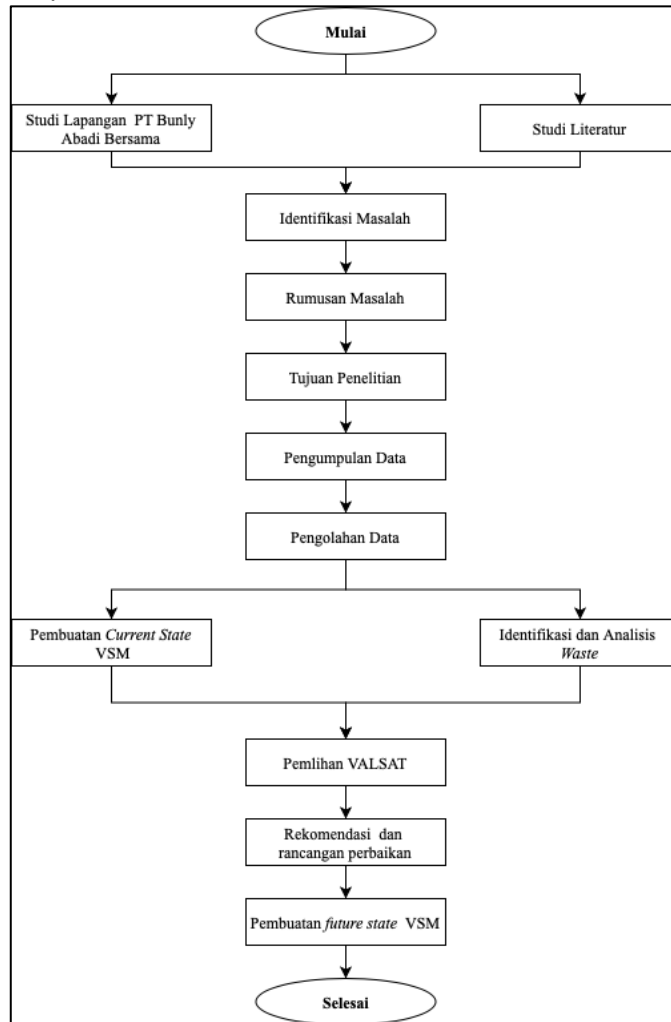 Mulai
Studi Lapangan PT Bunly
Abadi Bersama
Studi Literatur
Identifikasi Masalah
Rumusan Masalah
Tujuan Penelitian
Pengumpulan Data
Pengolahan Data
Pembuatan Current State
VSM
Identifikasi dan Analisis
Waste
Pemlihan VALSAT
Rekomendasi dan
rancangan perbaikan
Pembuatan future state VSM
Selesai